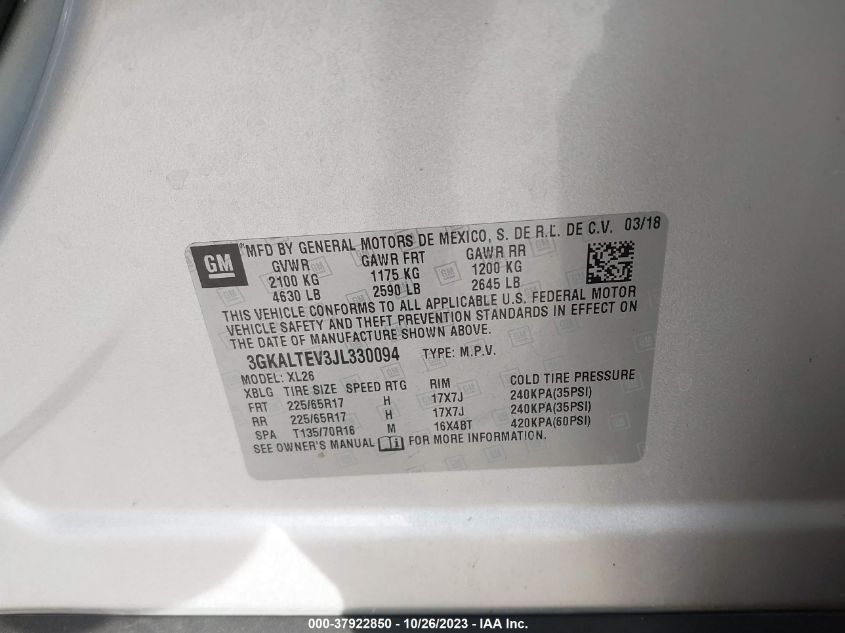 GM
MFD BY GENERAL MOTORS DE MEXICO, S. DE R.L. DE C.V. 03/18
GVWR GAWR FRT GAWR RR
2100 KG 1175 KG 1200 KG
4630 LB 2590 LB 2645 LB
THIS VEHICLE CONFORMS TO ALL APPLICABLE U.S. FEDERAL MOTOR
VEHICLE SAFETY AND THEFT PREVENTION STANDARDS IN EFFECT ON
THE DATE OF MANUFACTURE SHOWN ABOVE.
3GKALTEV3JL330094 TYPE: M.P.V.
MODEL: XL26
XBLG TIRE SIZE SPEED RTG RIM COLD TIRE PRESSURE
FRT 225/65R17 H 17X7J 240KPA(35PSI)
RR 225/65R17 H 17X7J 240KPA(35PSI)
SPA T135/70R16 M 16X4BT 420KPA(60PSI)
SEE OWNER'S MANUAL i FOR MORE INFORMATION.
000-37922850 - 10/26/2023 - IAA Inc.